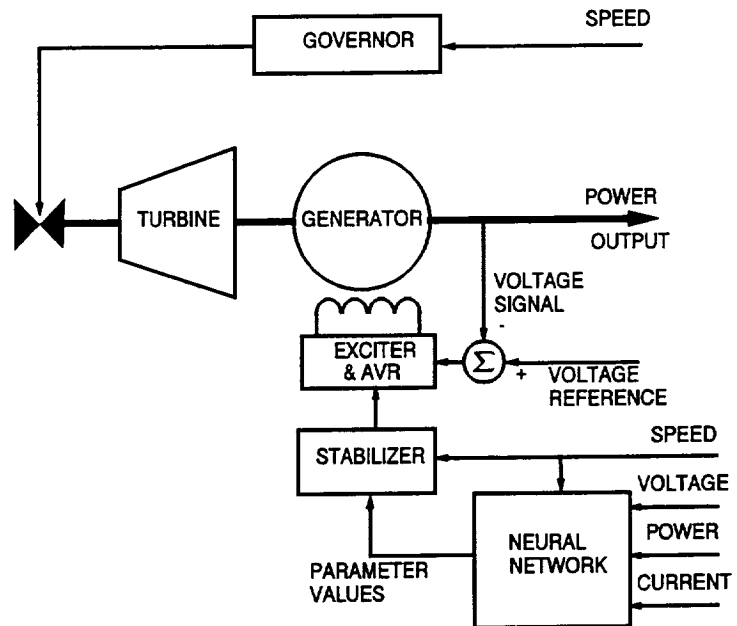 SPEED
GOVERNOR
TURBINE
GENERATOR
POWER
OUTPUT
VOLTAGE
SIGNAL
-
EXCITER
& AVR
Σ
+
VOLTAGE
REFERENCE
SPEED
STABILIZER
VOLTAGE
NEURAL
NETWORK
POWER
PARAMETER
VALUES
CURRENT